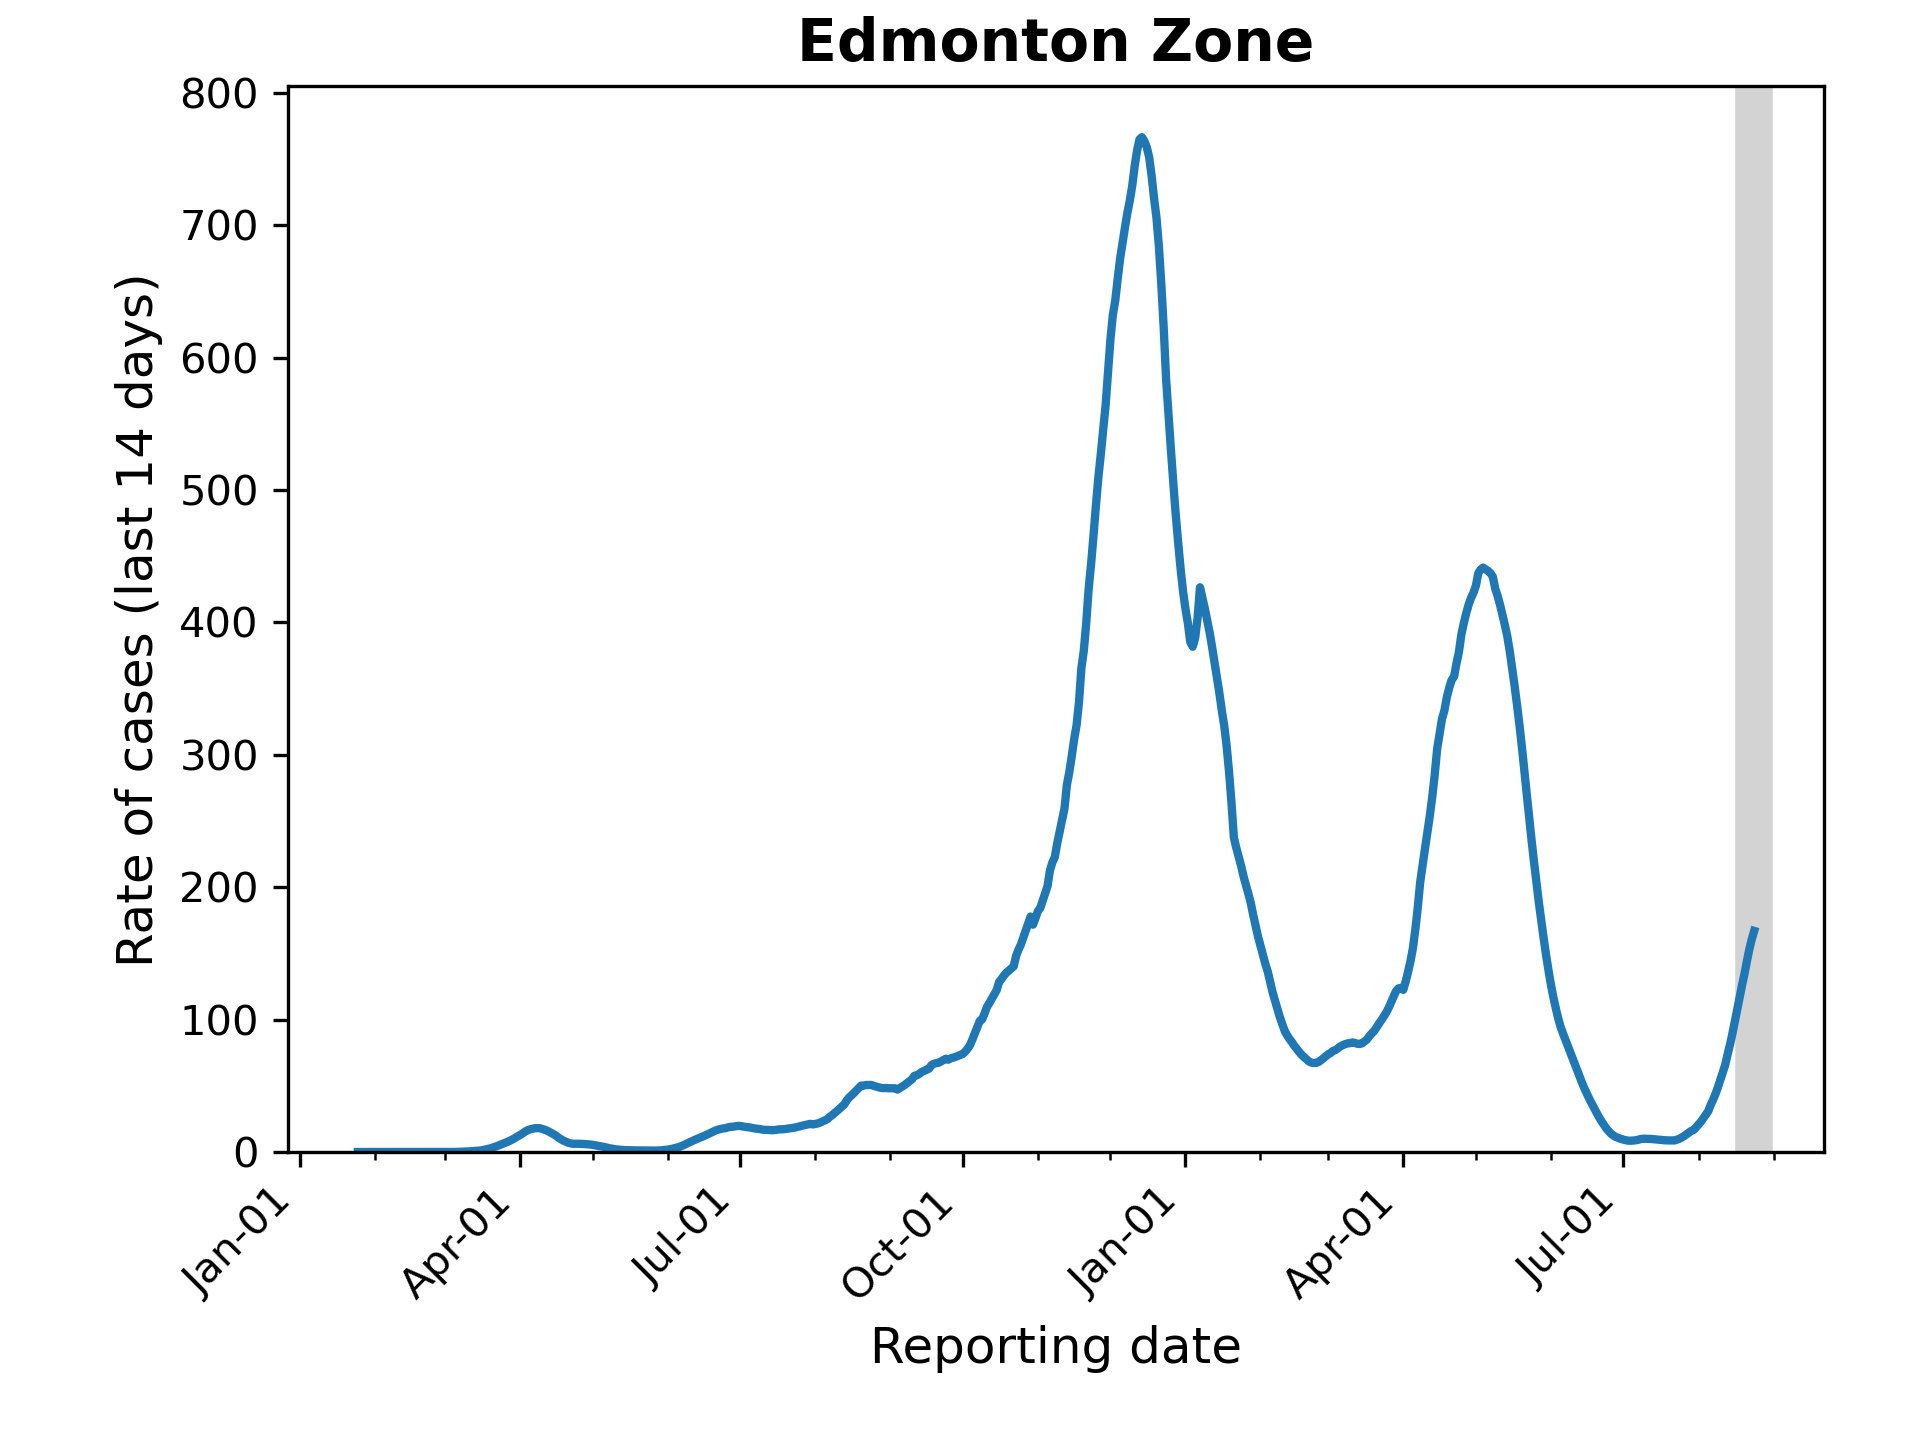 Edmonton Zone
800
700
600
500
400
300
200
100
0
Rate of cases (last 14 days)
Jan-01
Apr-01
Jul-01
Oct-01
Jan-01
Apr-01
Jul-01
Reporting date